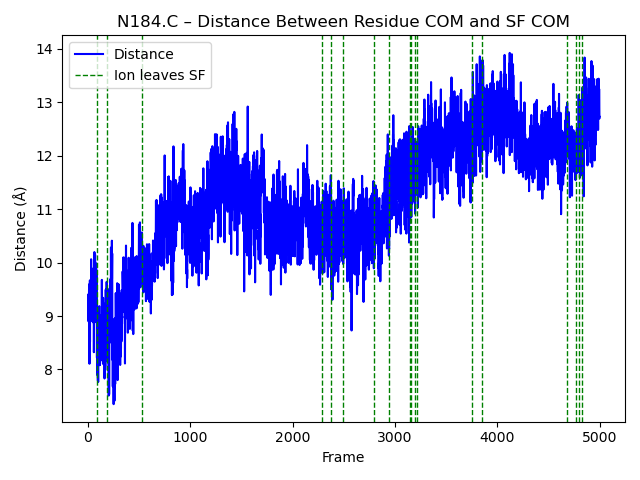 N184.C – Distance Between Residue COM and SF COM
Distance
Ion leaves SF
Distance (Å)
14
13
12
11
10
9
8
0
1000
2000
3000
4000
5000
Frame